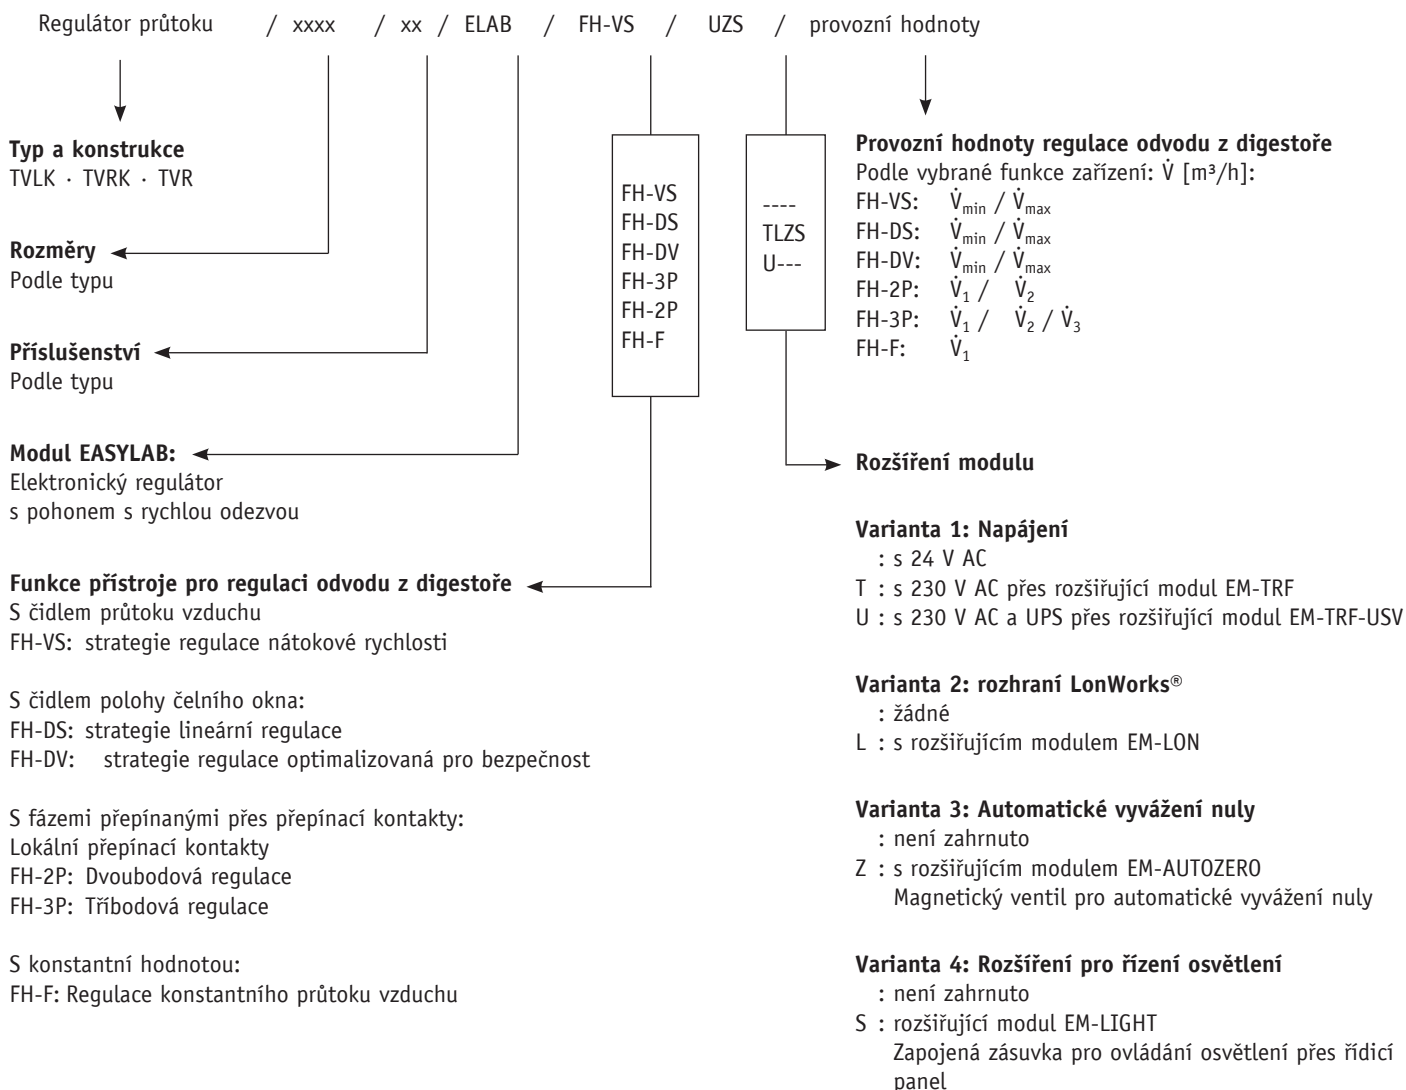 Regulátor průtoku / xxxx / xx / ELAB / FH-VS / UZS / provozní hodnoty
Typ a konstrukce
TVLK · TVRK · TVR
Rozměry
Podle typu
Příslušenství
Podle typu
Modul EASYLAB:
Elektronický regulátor
s pohonem s rychlou odezvou
Funkce přístroje pro regulaci odvodu z digestoře
S čidlem průtoku vzduchu
FH-VS: strategie regulace nátokové rychlosti
S čidlem polohy čelního okna:
FH-DS: strategie lineární regulace
FH-DV: strategie regulace optimalizovaná pro bezpečnost
S fázemi přepínanými přes přepínací kontakty:
Lokální přepínací kontakty
FH-2P: Dvoubodová regulace
FH-3P: Tříbodová regulace
S konstantní hodnotou:
FH-F: Regulace konstantního průtoku vzduchu
FH-VS
FH-DS
FH-DV
FH-3P
FH-2P
FH-F
----
TLZS
U---
Provozní hodnoty regulace odvodu z digestoře
Podle vybrané funkce zařízení: V̇ [m³/h]:
FH-VS: V̇min / V̇max
FH-DS: V̇min / V̇max
FH-DV: V̇min / V̇max
FH-2P: V̇1 / V̇2
FH-3P: V̇1 / V̇2 / V̇3
FH-F: V̇1
Rozšíření modulu
Varianta 1: Napájení
: s 24 V AC
T : s 230 V AC přes rozšiřující modul EM-TRF
U : s 230 V AC a UPS přes rozšiřující modul EM-TRF-USV
Varianta 2: rozhraní LonWorks®
: žádné
L : s rozšiřujícím modulem EM-LON
Varianta 3: Automatické vyvážení nuly
: není zahrnuto
Z : s rozšiřujícím modulem EM-AUTOZERO
Magnetický ventil pro automatické vyvážení nuly
Varianta 4: Rozšíření pro řízení osvětlení
: není zahrnuto
S : rozšiřující modul EM-LIGHT
Zapojená zásuvka pro ovládání osvětlení přes řídicí
panel